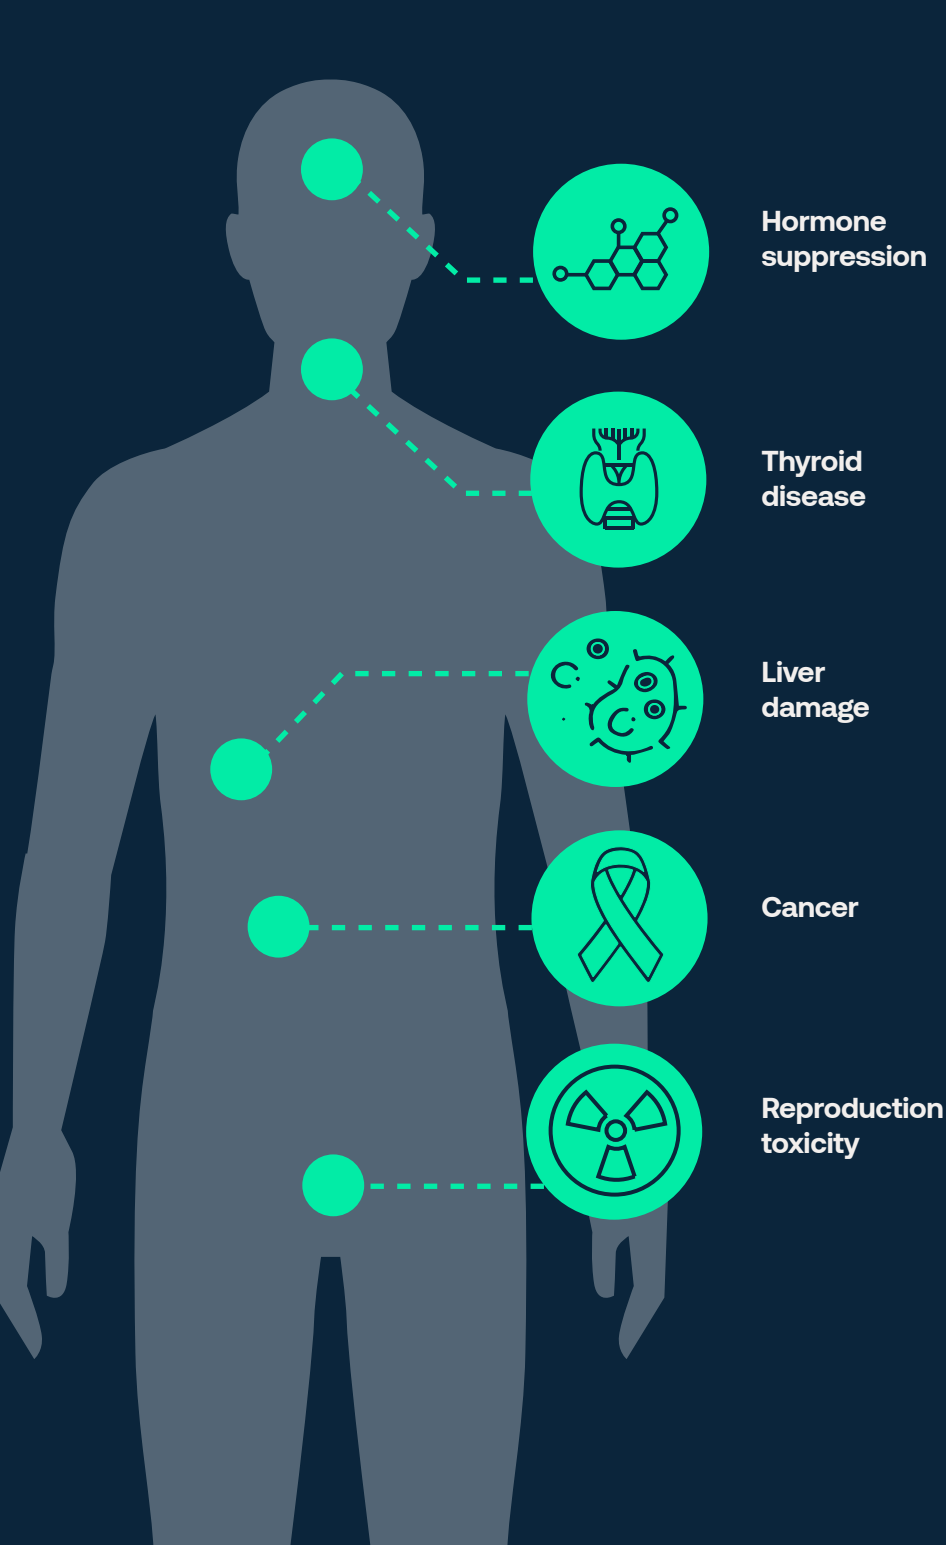 Hormone
suppression
Thyroid
disease
Liver
damage
Cancer
Reproduction
toxicity